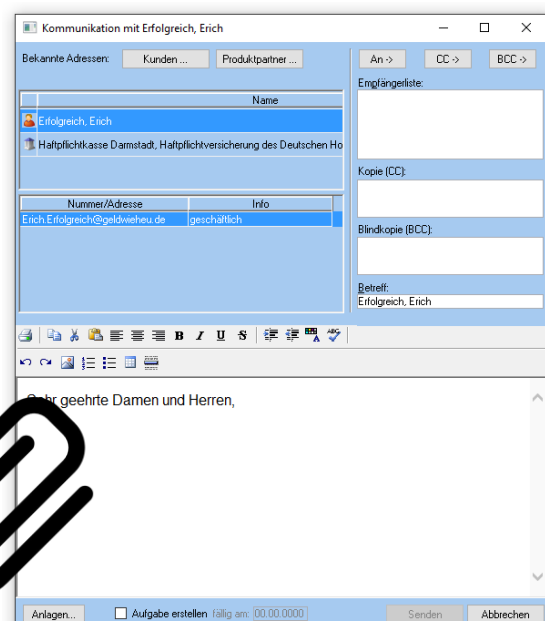 Kommunikation mit Erfolgreich, Erich
Bekannte Adressen:
Kunden ...
Produktpartner ...
An ->
CC ->
BCC ->
Empfängerliste:
Name
Erfolgreich, Erich
Haftpflichtkasse Darmstadt, Haftpflichtversicherung des Deutschen Ho
Kopie (CC):
Nummer/Adresse
Info
Erich.Erfolgreich@geldwieheu.de
geschäftlich
Blindkopie (BCC):
Betreff:
Erfolgreich, Erich
B I U S
ABC
Sehr geehrte Damen und Herren,
Anlagen...
Aufgabe erstellen
fällig am:
00.00.0000
Senden
Abbrechen